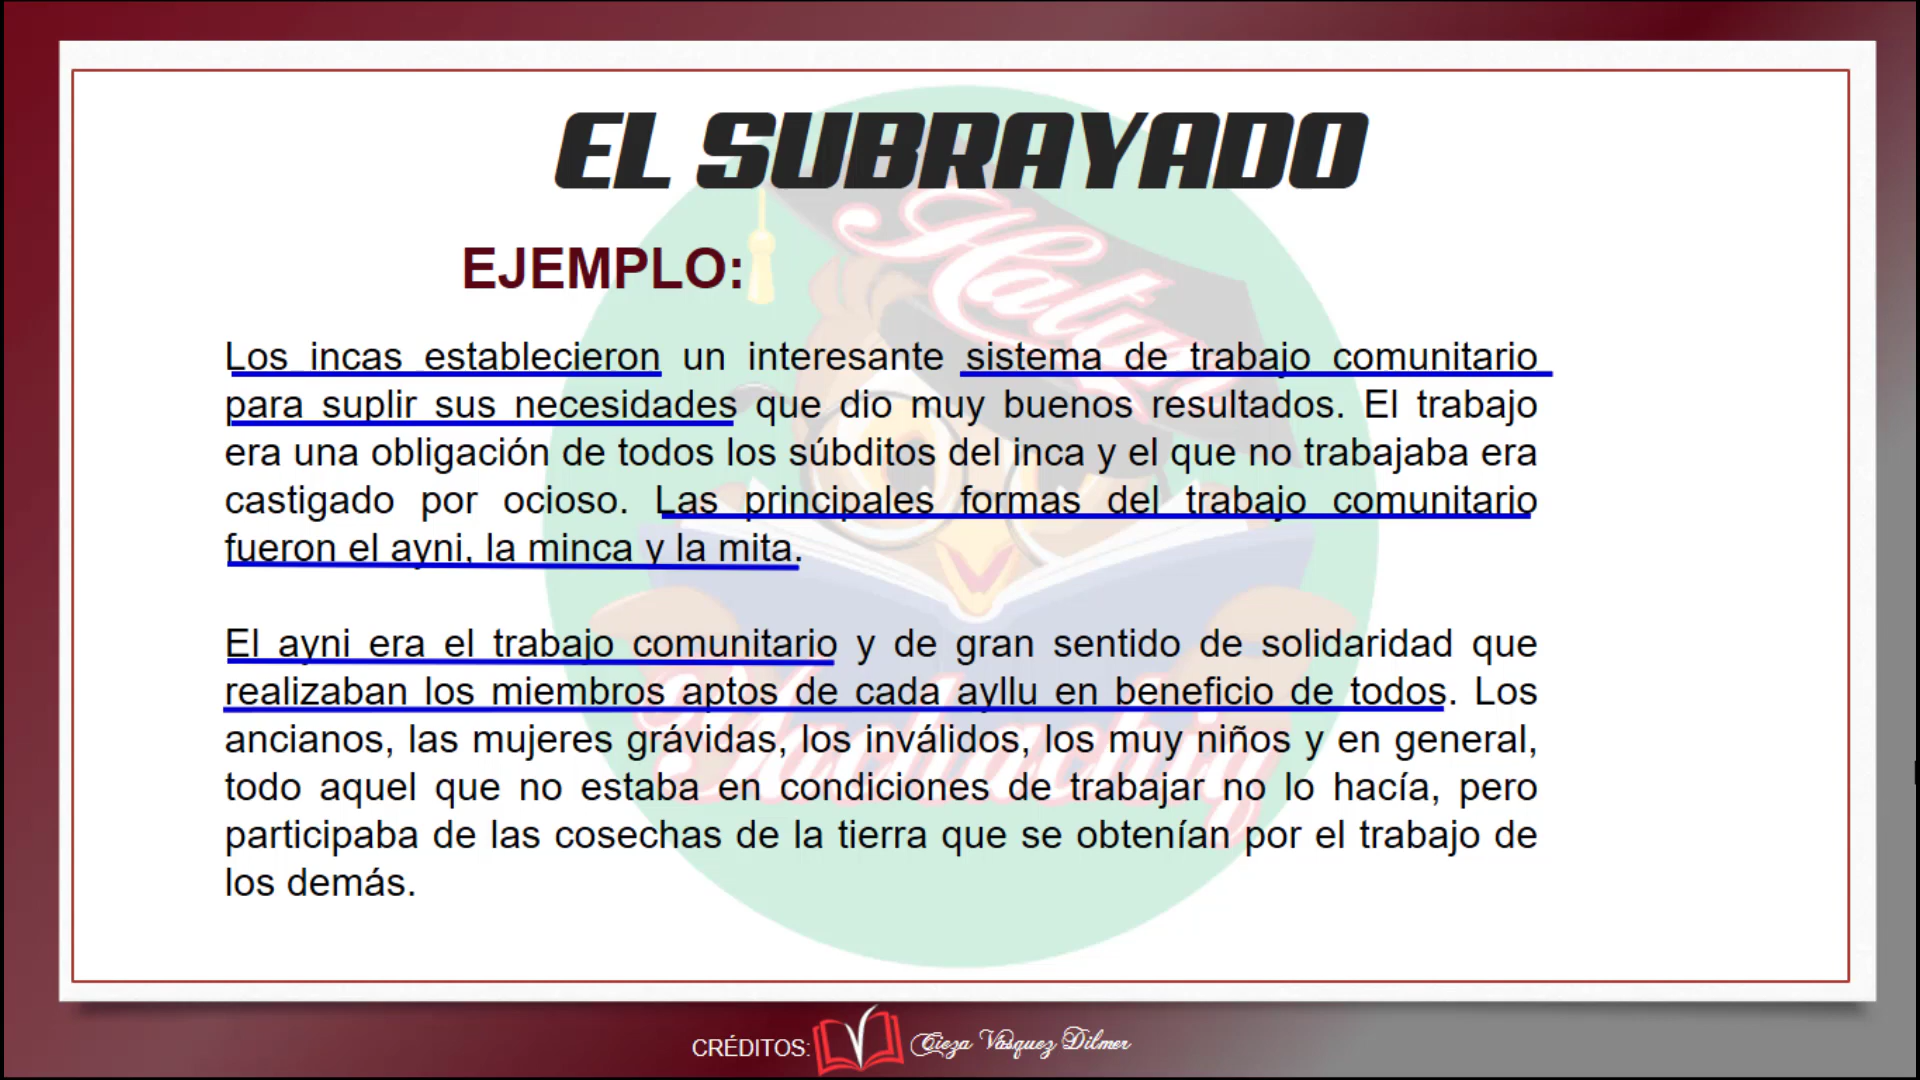 EL SUBRAYADO
EJEMPLO:
Los incas establecieron un interesante sistema de trabajo comunitario
para suplir sus necesidades que dio muy buenos resultados. El trabajo
era una obligación de todos los súbditos del inca y el que no trabajaba era
castigado por ocioso. Las principales formas del trabajo comunitario
fueron el ayni, la minca y la mita.
El ayni era el trabajo comunitario y de gran sentido de solidaridad que
realizaban los miembros aptos de cada ayllu en beneficio de todos. Los
ancianos, las mujeres grávidas, los inválidos, los muy niños y en general,
todo aquel que no estaba en condiciones de trabajar no lo hacía, pero
participaba de las cosechas de la tierra que se obtenían por el trabajo de
los demás.
CRÉDITOS: Cieza Vásquez Dilmer